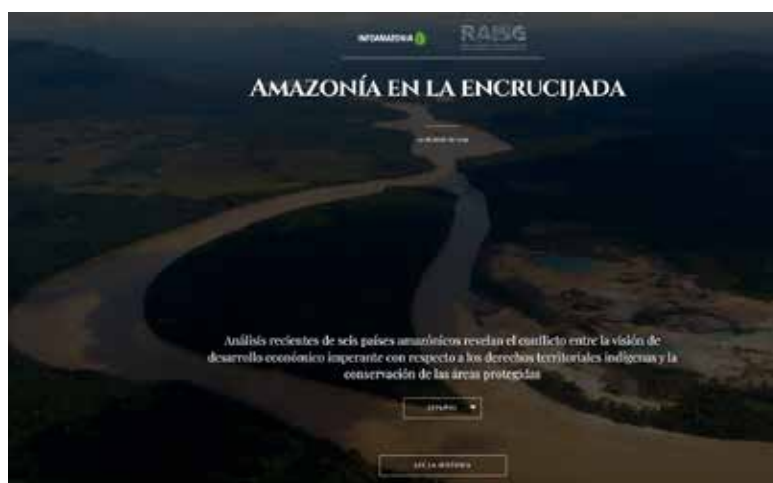 INFOAMAZONIA RAISG
AMAZONÍA EN LA ENCRUCIJADA
Análisis recientes de seis países amazónicos revelan el conflicto entre la visión de
desarrollo económico imperante con respecto a los derechos territoriales indígenas y la
conservación de las áreas protegidas
ESPAÑOL
LEE LA HISTORIA